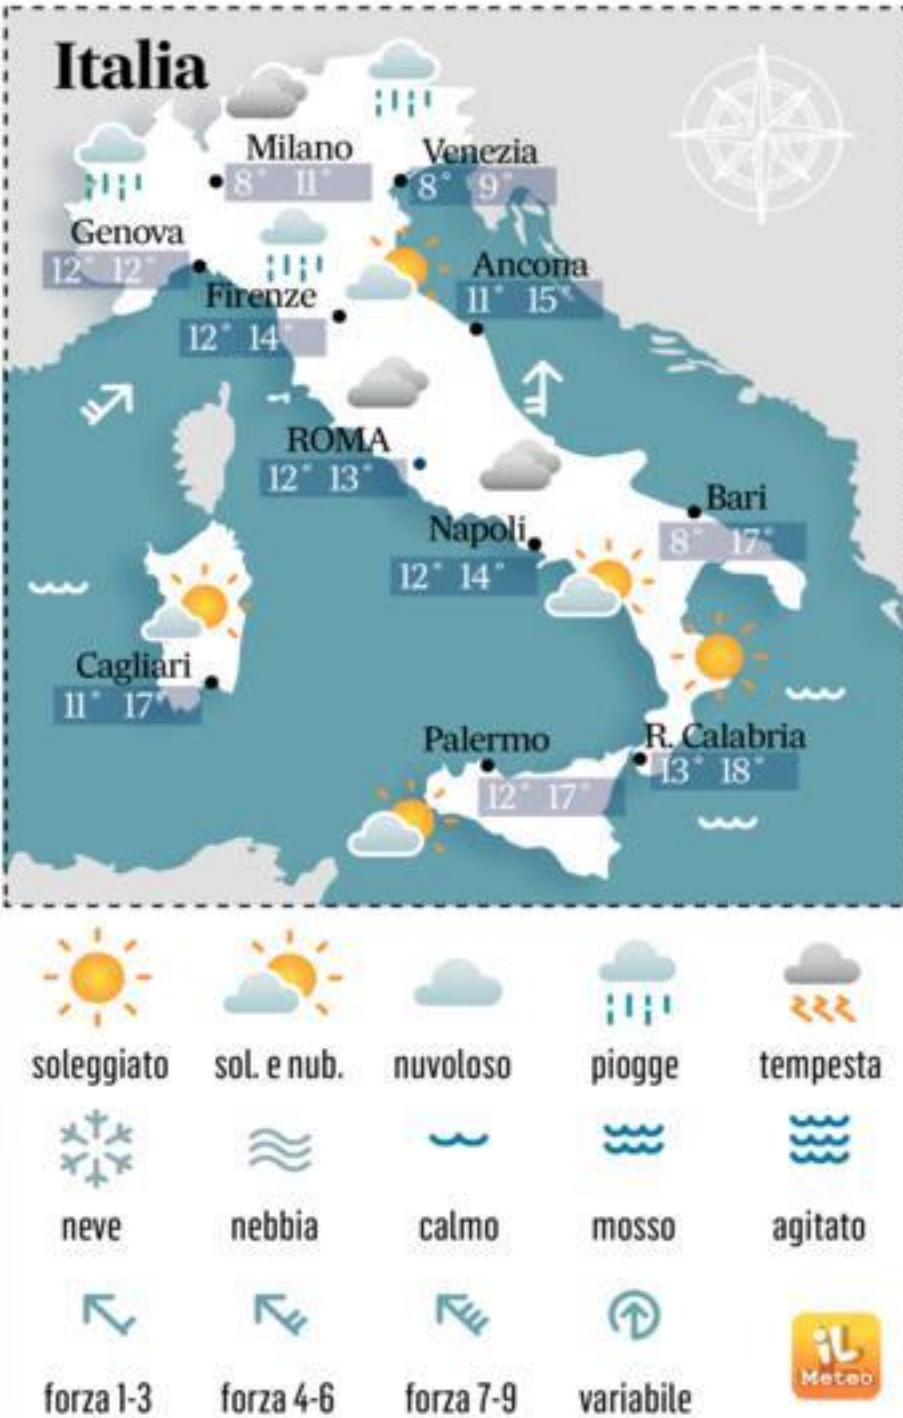 Italia
Milano
8° 11°
Venezia
8° 9°
Genova
12° 12°
Firenze
12° 14°
Ancona
11° 15°
ROMA
12° 13°
Napoli
12° 14°
Bari
8° 17°
Cagliari
11° 17°
Palermo
12° 17°
R. Calabria
13° 18°
soleggiato sol. e nub. nuvoloso piogge tempesta
neve nebbia calmo mosso agitato
forza 1-3 forza 4-6 forza 7-9 variabile
iL
Meteo